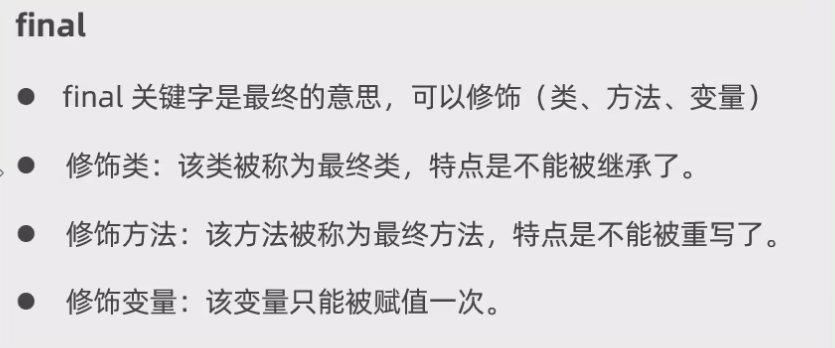 final
● final 关键字是最终的意思，可以修饰（类、方法、变量）
● 修饰类：该类被称为最终类，特点是不能被继承了。
● 修饰方法：该方法被称为最终方法，特点是不能被重写了。
● 修饰变量：该变量只能被赋值一次。